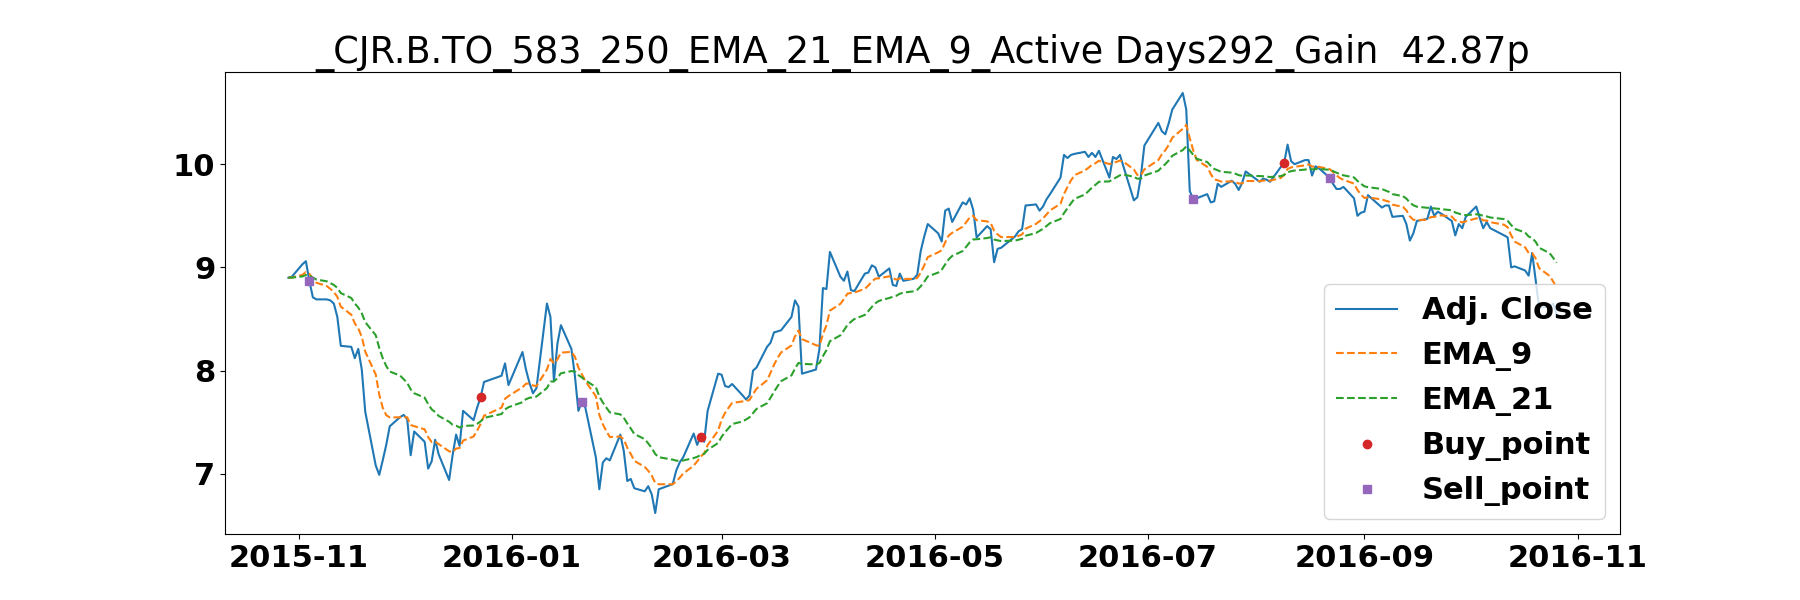 _CJR.B.TO_583_250_EMA_21_EMA_9_Active Days292_Gain  42.87p
10
9
8
7
2015-11
2016-01
2016-03
2016-05
2016-07
2016-09
2016-11
Adj. Close
EMA_9
EMA_21
Buy_point
Sell_point